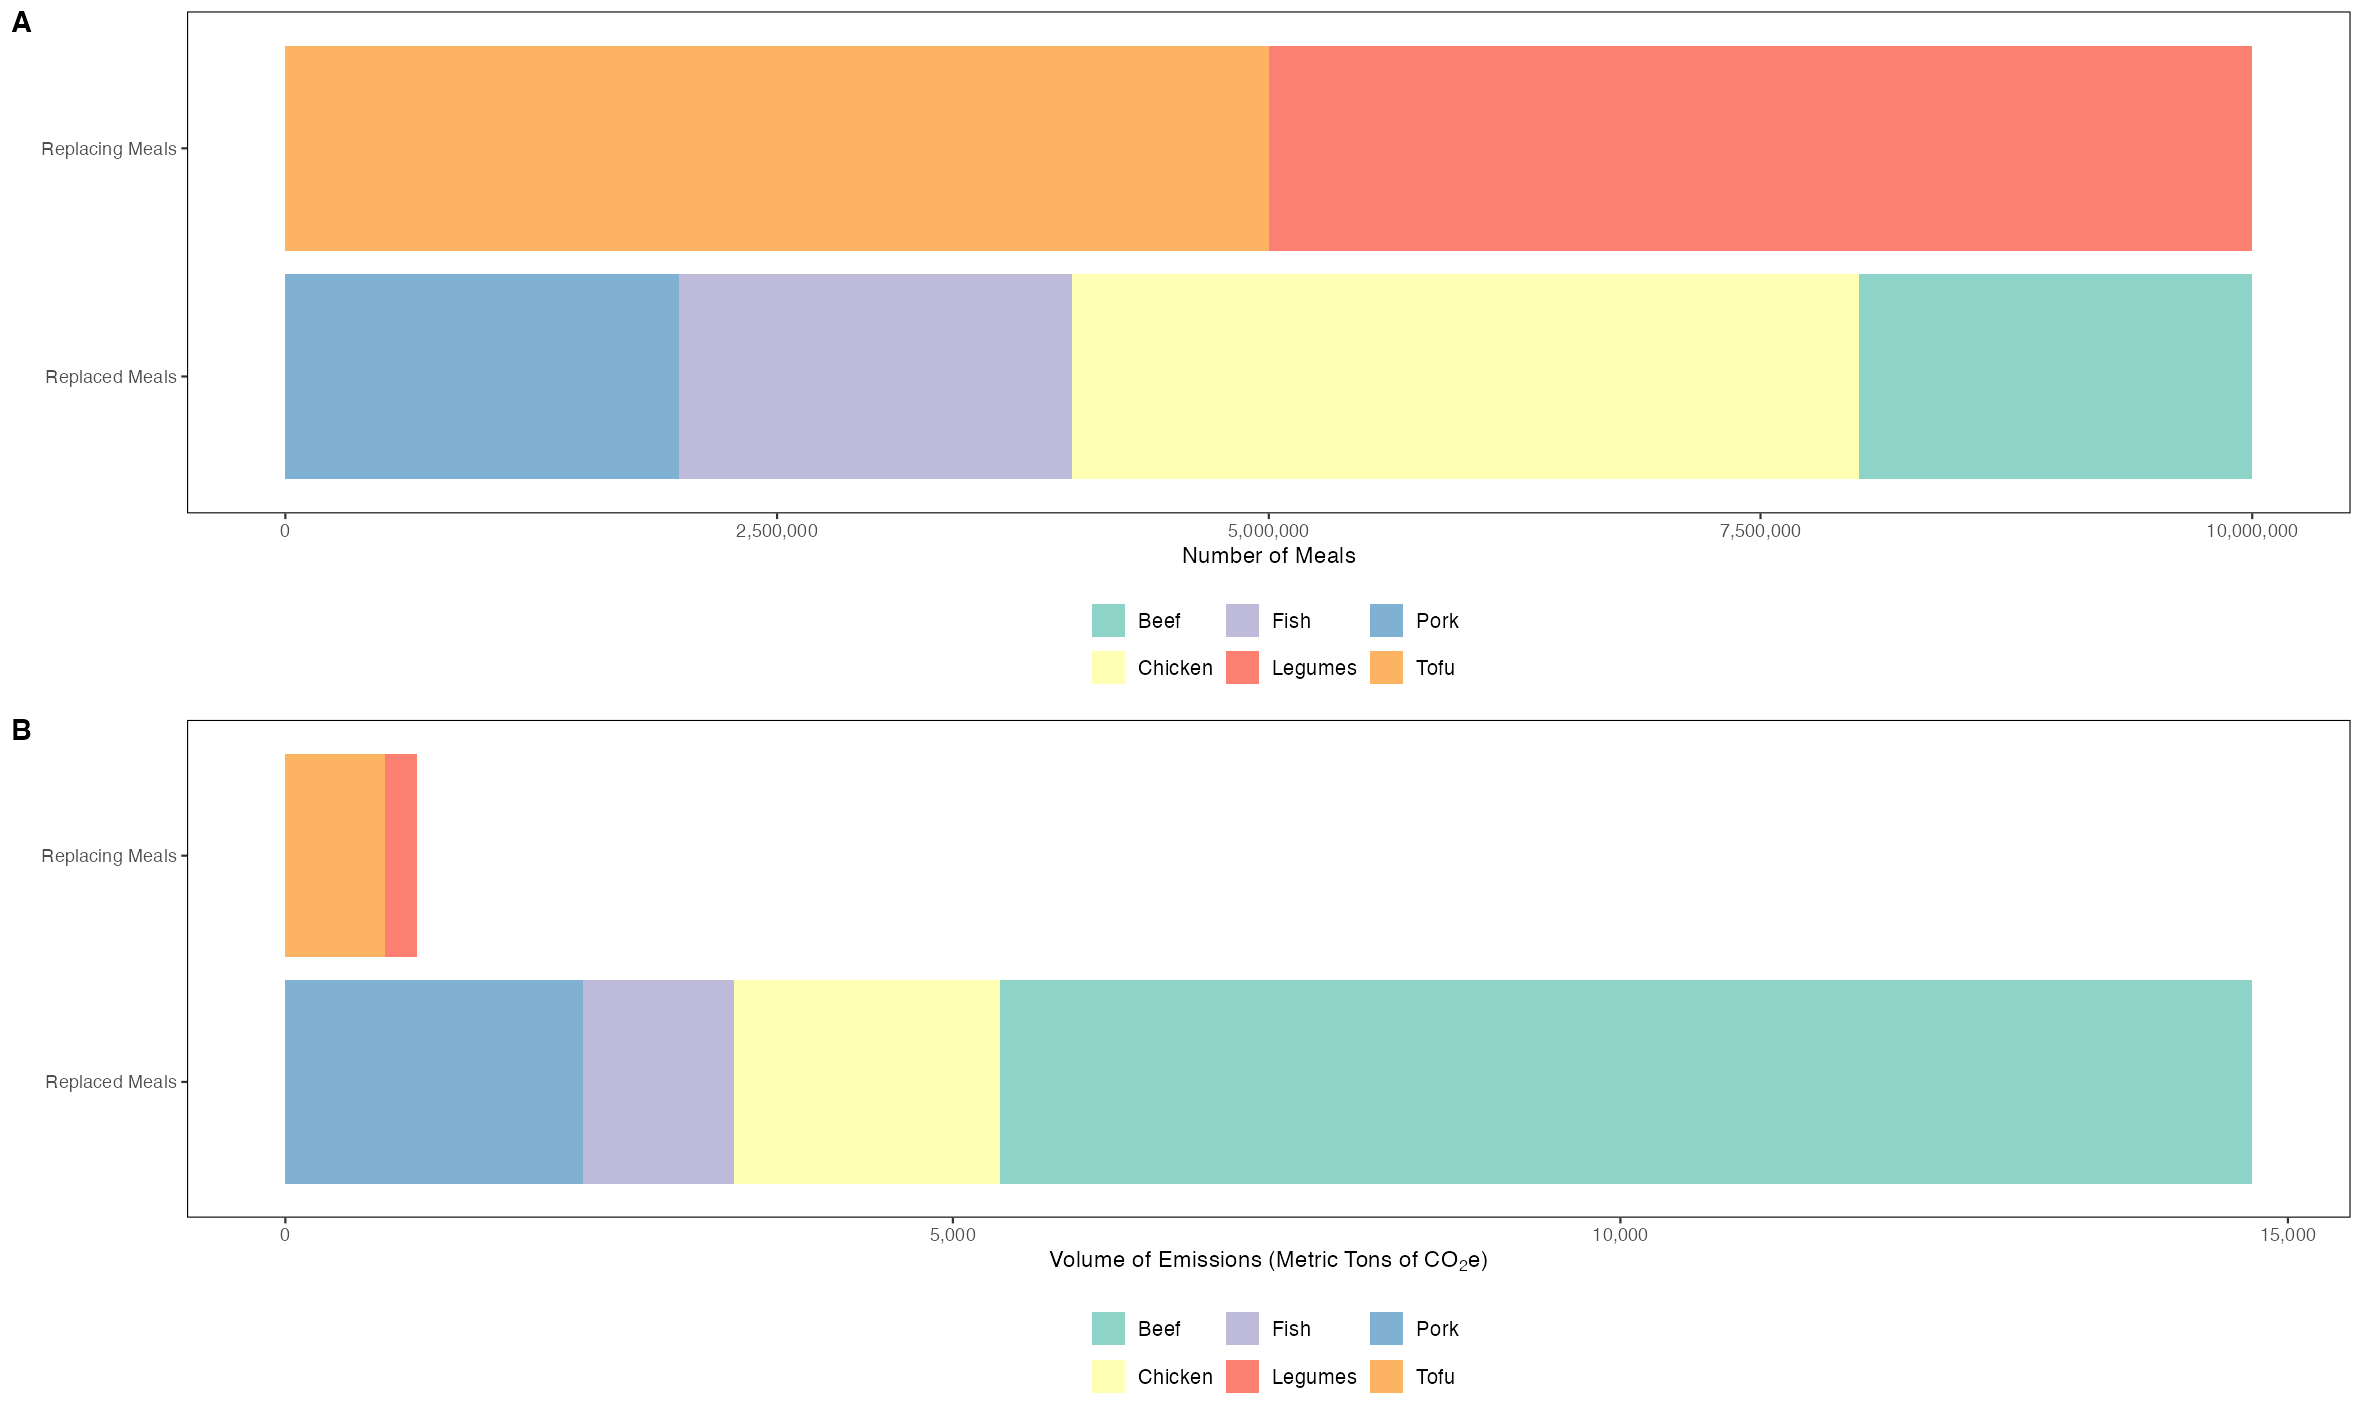 A
Replacing Meals
Replaced Meals
0 2,500,000 5,000,000 7,500,000 10,000,000
Number of Meals
Beef Fish Pork
Chicken Legumes Tofu
B
Replacing Meals
Replaced Meals
0 5,000 10,000 15,000
Volume of Emissions (Metric Tons of CO₂e)
Beef Fish Pork
Chicken Legumes Tofu